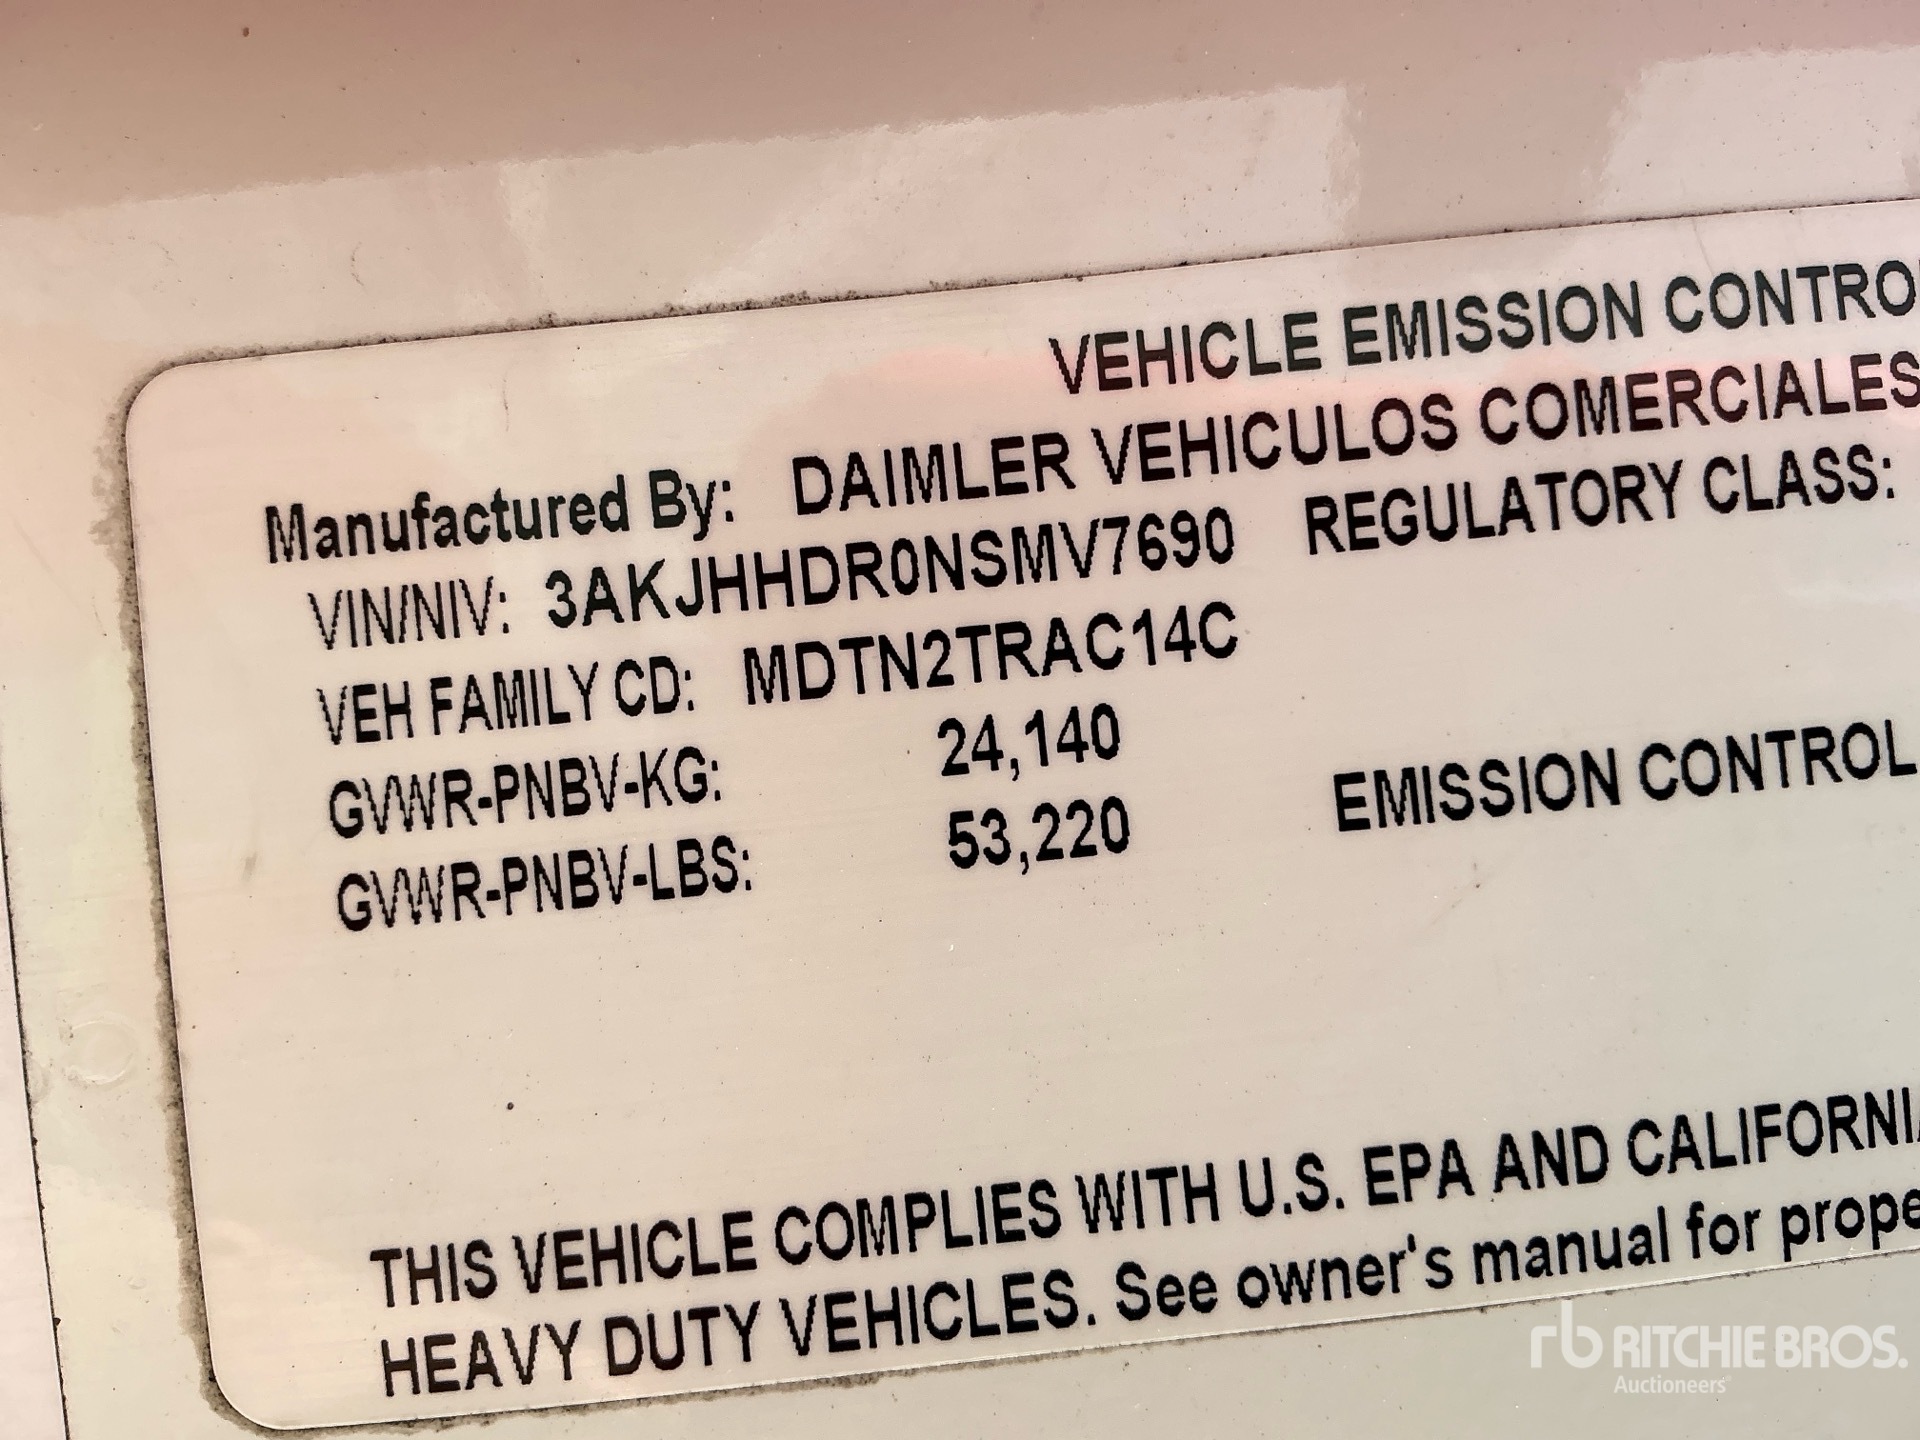 VEHICLE EMISSION CONTRO
Manufactured By: DAIMLER VEHICULOS COMERCIALES
VIN/NIV: 3AKJHHDR0NSMV7690 REGULATORY CLASS:
VEH FAMILY CD: MDTN2TRAC14C
GVWR-PNBV-KG: 24,140
GVWR-PNBV-LBS: 53,220 EMISSION CONTROL
THIS VEHICLE COMPLIES WITH U.S. EPA AND CALIFORNIA
HEAVY DUTY VEHICLES. See owner's manual for prope
rb RITCHIE BROS.
Auctioneers